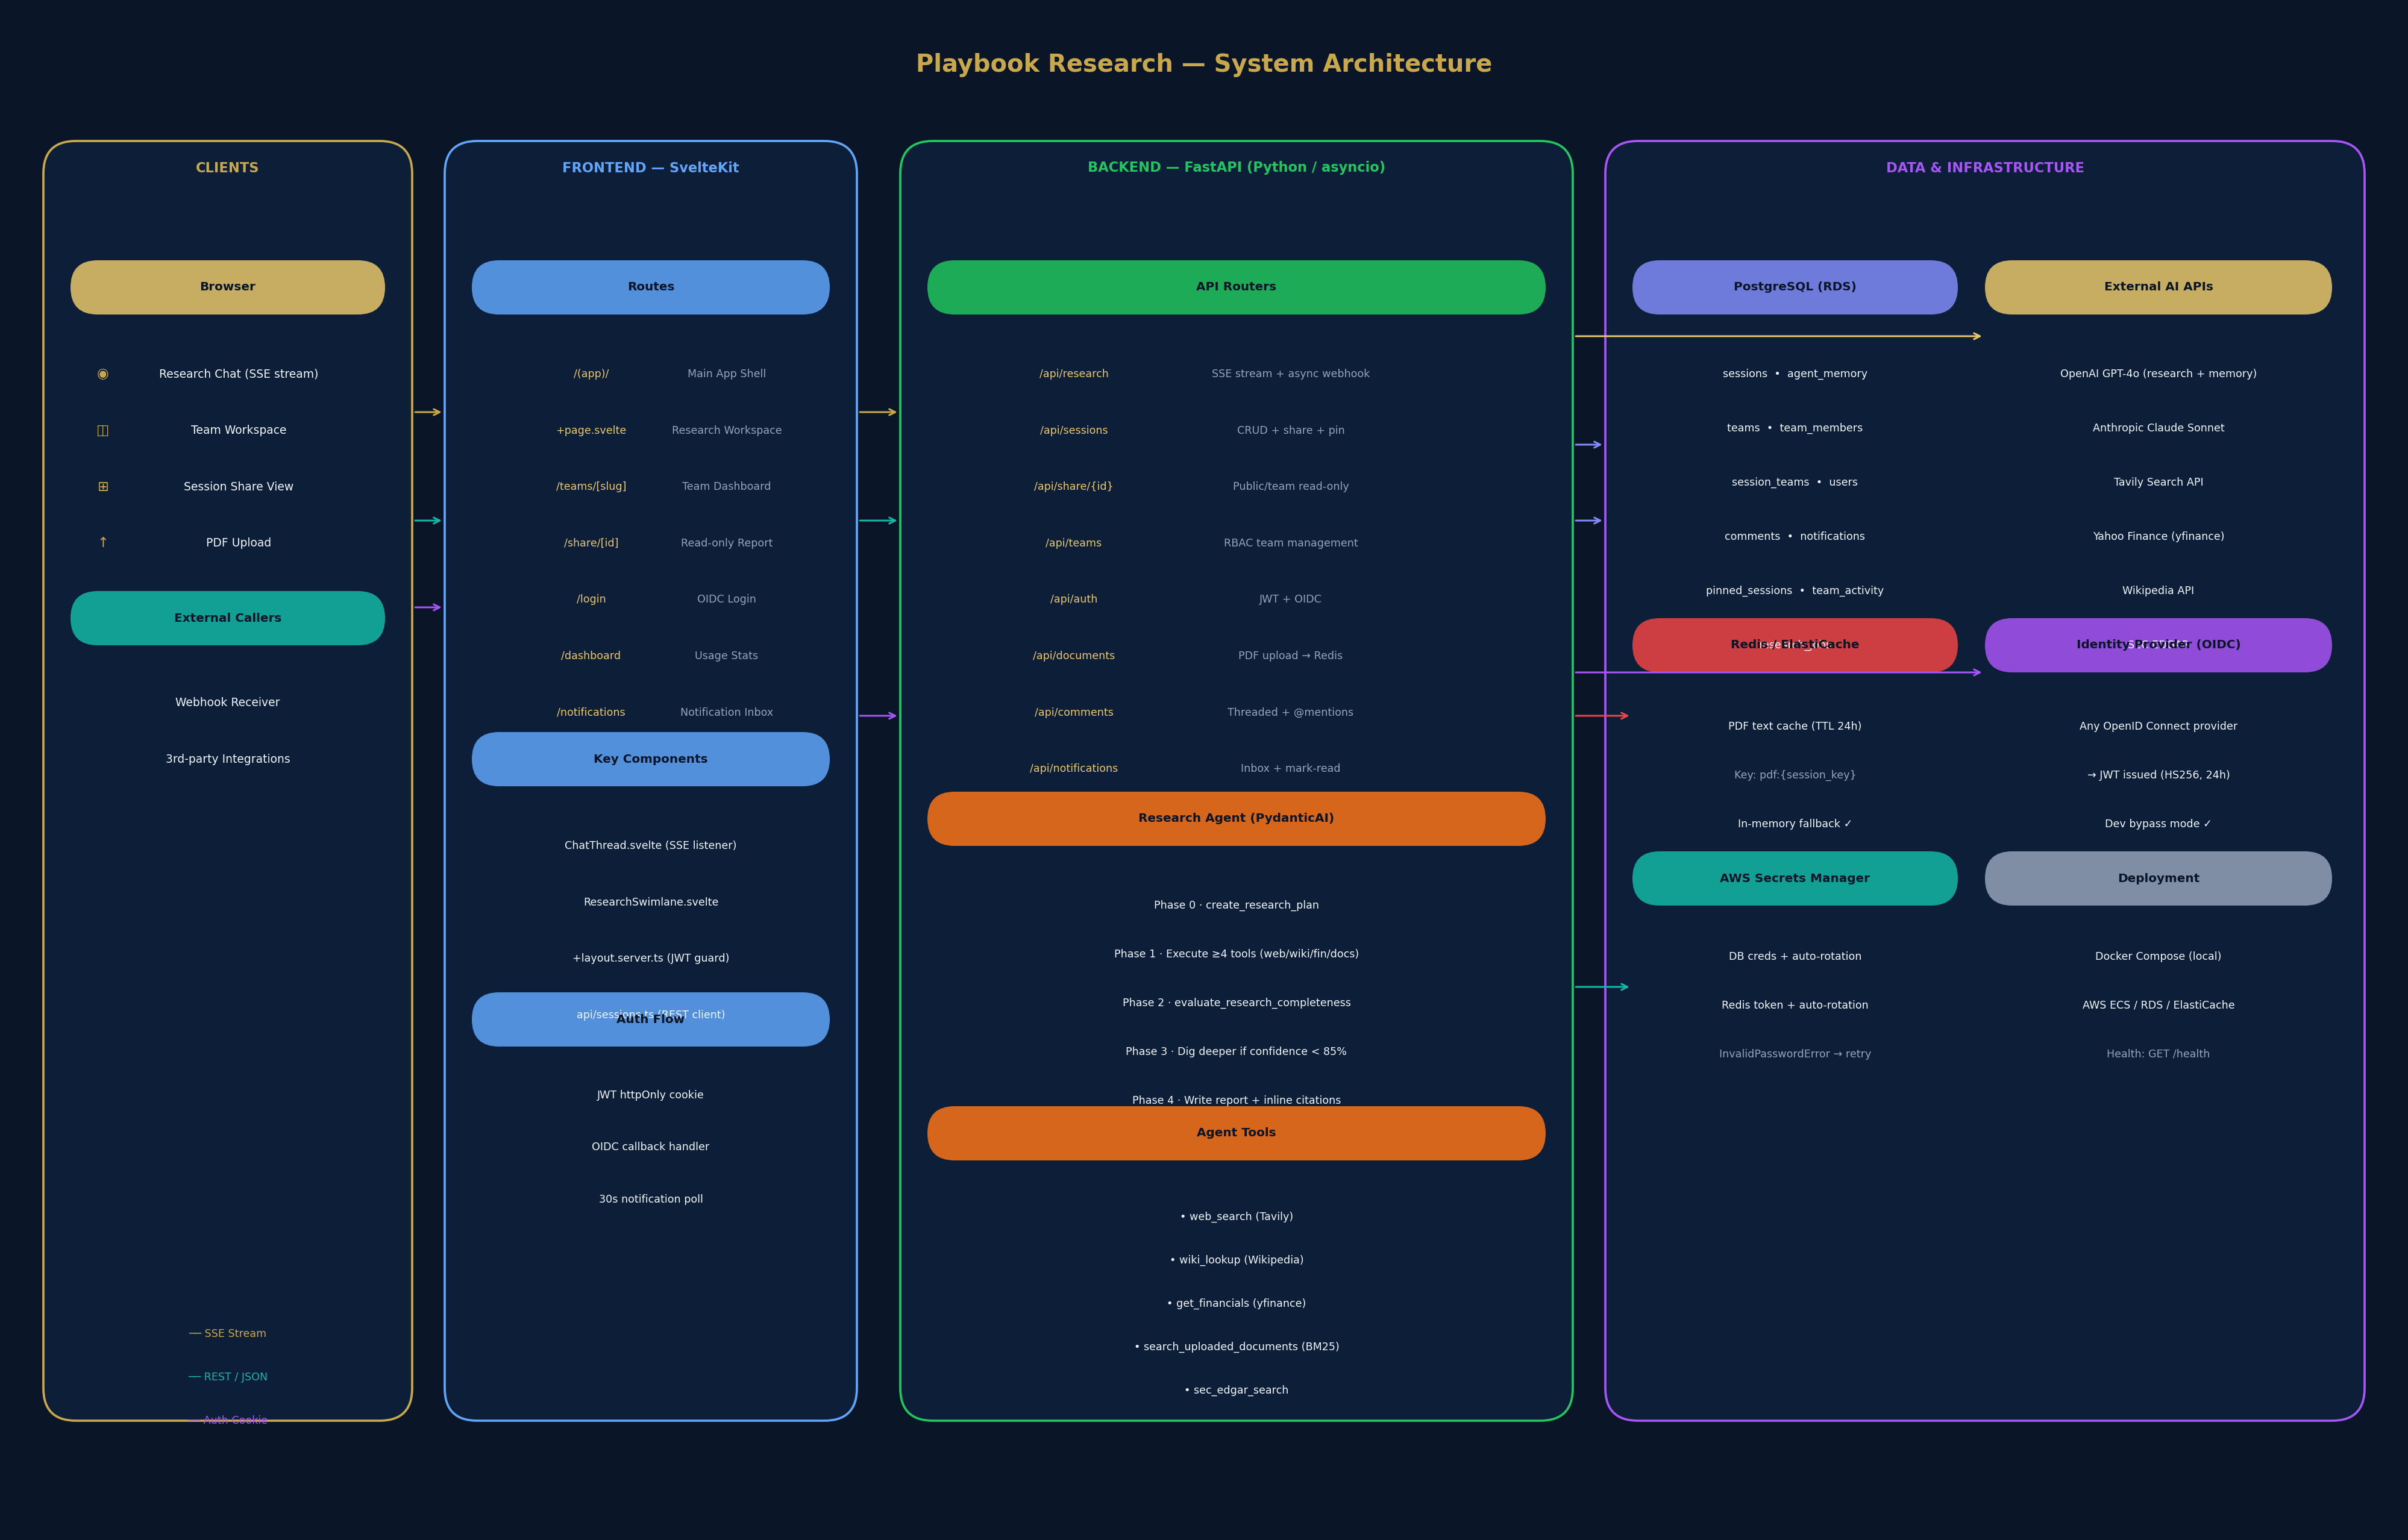 Playbook Research — System Architecture
CLIENTS
Browser
◉ Research Chat (SSE stream)
Team Workspace
⊞ Session Share View
↑ PDF Upload
External Callers
Webhook Receiver
3rd-party Integrations
— SSE Stream
— REST / JSON
— Auth Cookie
FRONTEND — SvelteKit
Routes
/(app)/ Main App Shell
+page.svelte Research Workspace
/teams/[slug] Team Dashboard
/share/[id] Read-only Report
/login OIDC Login
/dashboard Usage Stats
/notifications Notification Inbox
Key Components
ChatThread.svelte (SSE listener)
ResearchSwimlane.svelte
+layout.server.ts (JWT guard)
api/sessions.ts (REST client)
Auth Flow
JWT httpOnly cookie
OIDC callback handler
30s notification poll
BACKEND — FastAPI (Python / asyncio)
API Routers
/api/research SSE stream + async webhook
/api/sessions CRUD + share + pin
/api/share/{id} Public/team read-only
/api/teams RBAC team management
/api/auth JWT + OIDC
/api/documents PDF upload → Redis
/api/comments Threaded + @mentions
/api/notifications Inbox + mark-read
Research Agent (PydanticAI)
Phase 0 · create_research_plan
Phase 1 · Execute ≥4 tools (web/wiki/fin/docs)
Phase 2 · evaluate_research_completeness
Phase 3 · Dig deeper if confidence < 85%
Phase 4 · Write report + inline citations
Agent Tools
• web_search (Tavily)
• wiki_lookup (Wikipedia)
• get_financials (yfinance)
• search_uploaded_documents (BM25)
• sec_edgar_search
DATA & INFRASTRUCTURE
PostgreSQL (RDS)
sessions • agent_memory
teams • team_members
session_teams • users
comments • notifications
pinned_sessions • team_activity
Redis / ElastiCache
PDF text cache (TTL 24h)
Key: pdf:{session_key}
In-memory fallback ✓
AWS Secrets Manager
DB creds + auto-rotation
Redis token + auto-rotation
InvalidPasswordError → retry
External AI APIs
OpenAI GPT-4o (research + memory)
Anthropic Claude Sonnet
Tavily Search API
Yahoo Finance (yfinance)
Wikipedia API
Identity Provider (OIDC)
Any OpenID Connect provider
→ JWT issued (HS256, 24h)
Dev bypass mode ✓
Deployment
Docker Compose (local)
AWS ECS / RDS / ElastiCache
Health: GET /health